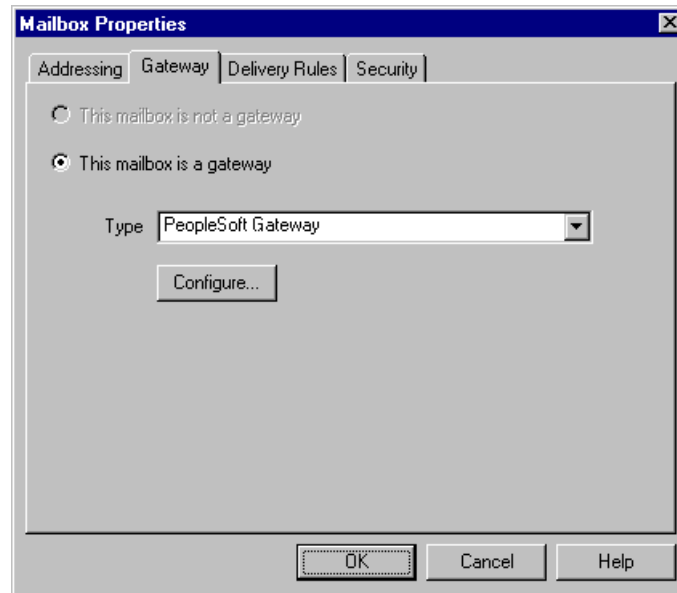 Mailbox Properties
Addressing Gateway Delivery Rules Security
This mailbox is not a gateway
This mailbox is a gateway
Type PeopleSoft Gateway
Configure...
OK Cancel Help